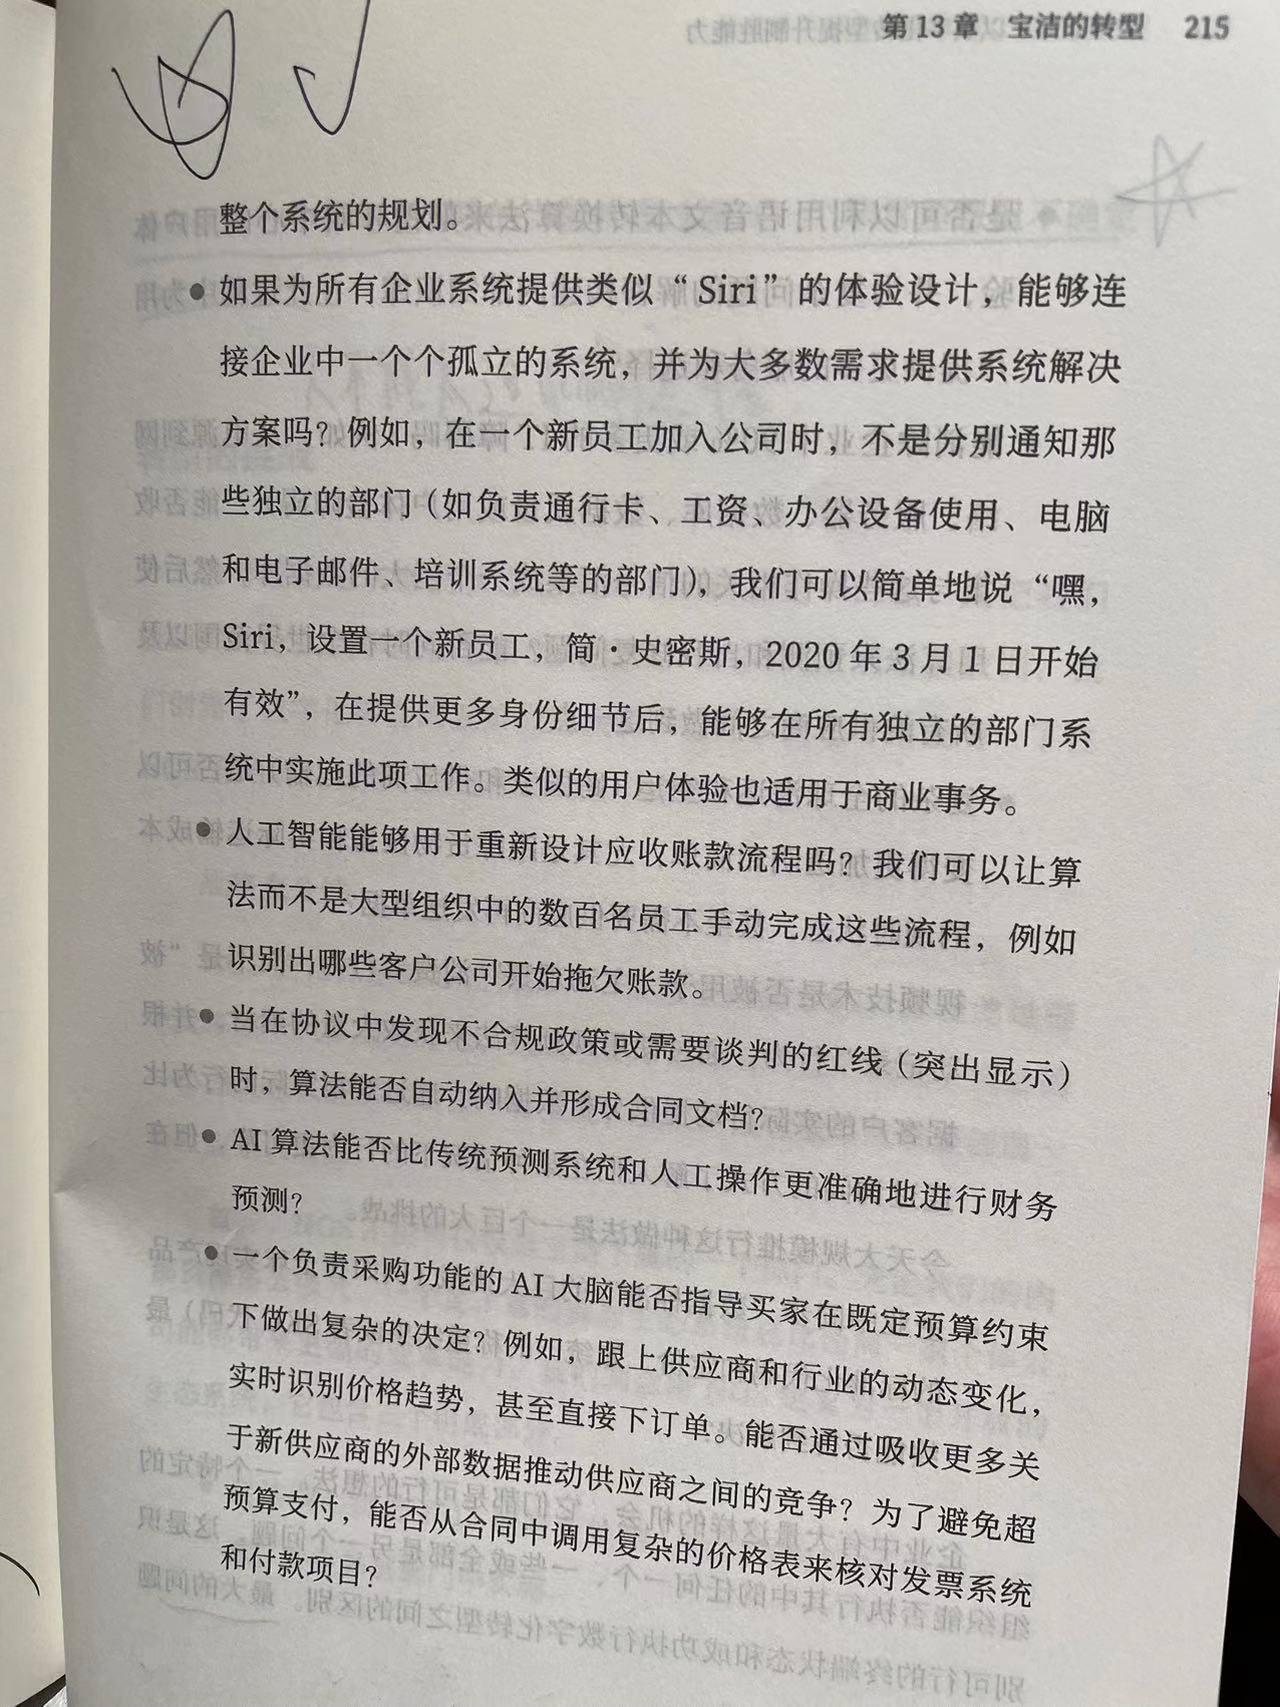 第13章 宝洁的转型 215
整个系统的规划。
● 如果为所有企业系统提供类似“Siri”的体验设计，能够连
接企业中一个个孤立的系统，并为大多数需求提供系统解决
方案吗？例如，在一个新员工加入公司时，不是分别通知那
些独立的部门（如负责通行卡、工资、办公设备使用、电脑
和电子邮件、培训系统等的部门），我们可以简单地说“嘿，
Siri，设置一个新员工，简·史密斯，2020年3月1日开始
有效”，在提供更多身份细节后，能够在所有独立的部门系
统中实施此项工作。类似的用户体验也适用于商业事务。
● 人工智能能够用于重新设计应收账款流程吗？我们可以让算
法而不是大型组织中的数百名员工手动完成这些流程，例如
识别出哪些客户公司开始拖欠账款。
● 当在协议中发现不合规政策或需要谈判的红线（突出显示）
时，算法能否自动纳入并形成合同文档？
● AI算法能否比传统预测系统和人工操作更准确地进行财务
预测？
● 一个负责采购功能的AI大脑能否指导买家在既定预算约束
下做出复杂的决定？例如，跟上供应商和行业的动态变化，
实时识别价格趋势，甚至直接下订单。能否通过吸收更多关
于新供应商的外部数据推动供应商之间的竞争？为了避免超
预算支付，能否从合同中调用复杂的价格表来核对发票系统
和付款项目？